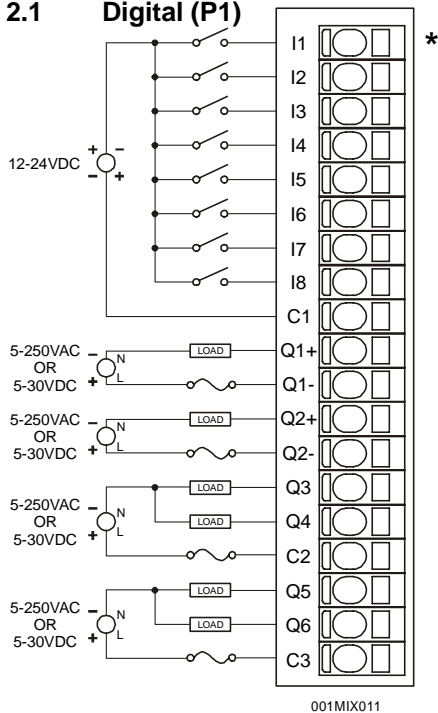 2.1 Digital (P1)
I1 *
I2
I3
I4
12-24VDC + -
- +
I5
I6
I7
I8
C1
5-250VAC - N Q1+
LOAD
OR
5-30VDC + L Q1-
5-250VAC - N Q2+
LOAD
OR
5-30VDC + L Q2-
LOAD Q3
5-250VAC - N
OR
5-30VDC + L
LOAD Q4
C2
LOAD Q5
5-250VAC - N
OR
5-30VDC + L
LOAD Q6
C3
001MIX011